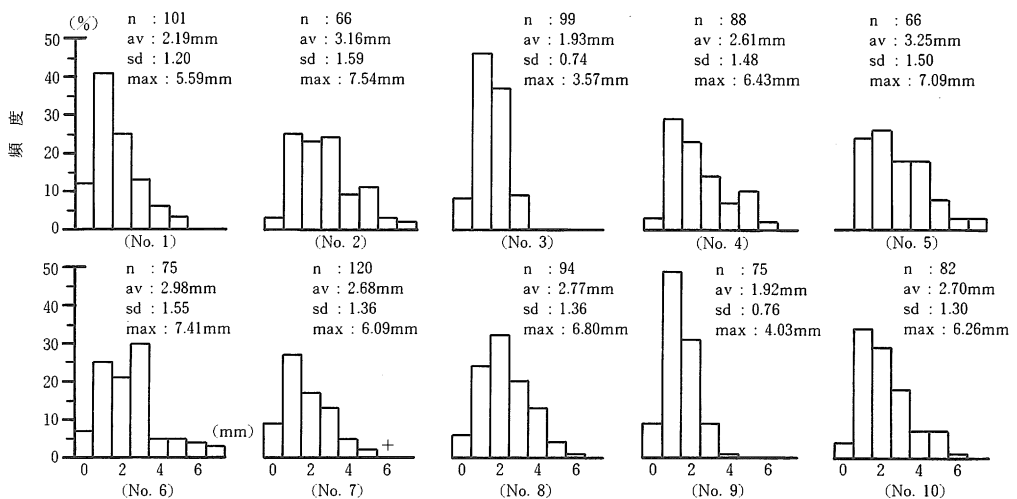 (%)
50
40
30
20
10
0
頻度
n : 101
av : 2.19mm
sd : 1.20
max : 5.59mm
(No. 1)
n : 66
av : 3.16mm
sd : 1.59
max : 7.54mm
(No. 2)
n : 99
av : 1.93mm
sd : 0.74
max : 3.57mm
(No. 3)
n : 88
av : 2.61mm
sd : 1.48
max : 6.43mm
(No. 4)
n : 66
av : 3.25mm
sd : 1.50
max : 7.09mm
(No. 5)
50
40
30
20
10
0
n : 75
av : 2.98mm
sd : 1.55
max : 7.41mm
(mm)
0 2 4 6
(No. 6)
n : 120
av : 2.68mm
sd : 1.36
max : 6.09mm
+
0 2 4 6
(No. 7)
n : 94
av : 2.77mm
sd : 1.36
max : 6.80mm
0 2 4 6
(No. 8)
n : 75
av : 1.92mm
sd : 0.76
max : 4.03mm
0 2 4 6
(No. 9)
n : 82
av : 2.70mm
sd : 1.30
max : 6.26mm
0 2 4 6
(No. 10)